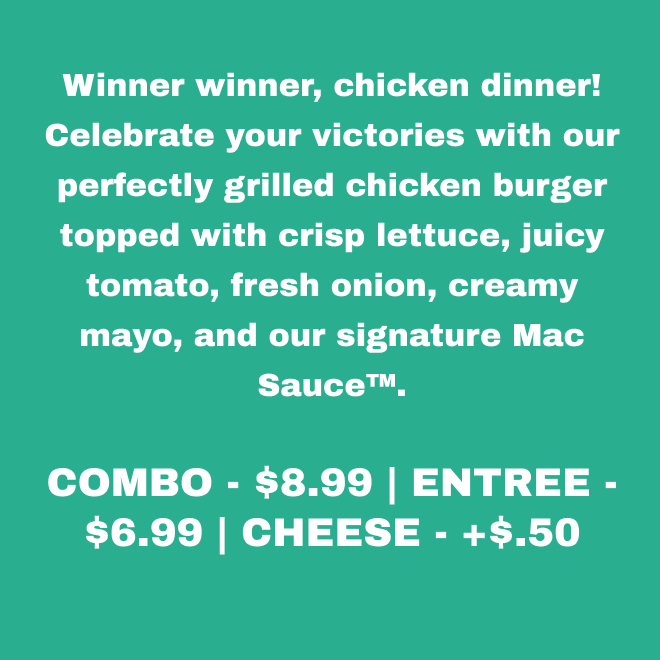 Winner winner, chicken dinner!
Celebrate your victories with our
perfectly grilled chicken burger
topped with crisp lettuce, juicy
tomato, fresh onion, creamy
mayo, and our signature Mac
Sauce™.
COMBO - $8.99 | ENTREE -
$6.99 | CHEESE - +$.50